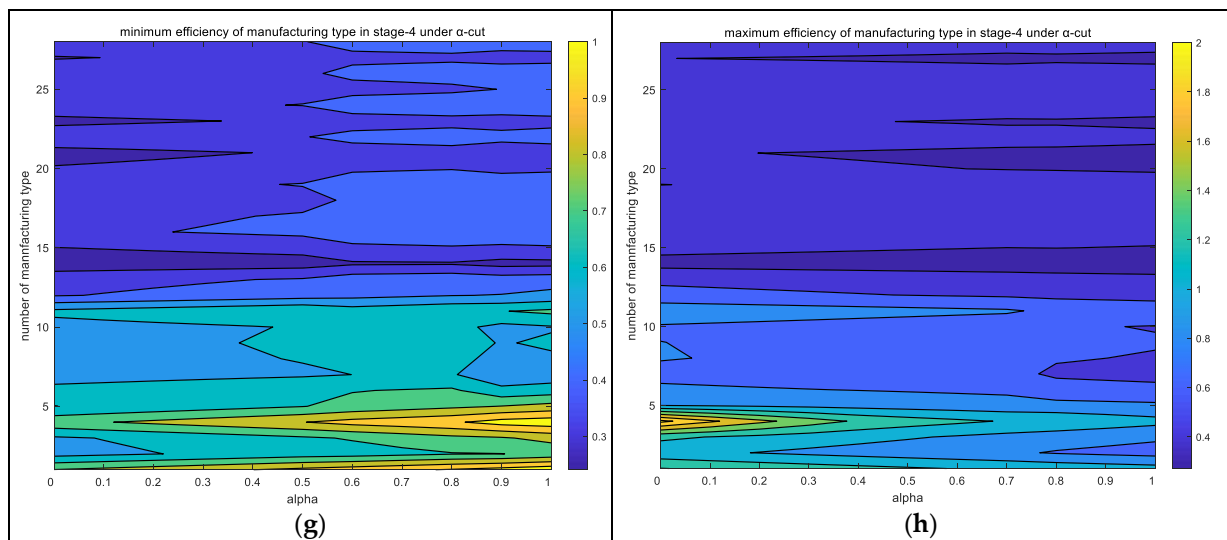 minimum efficiency of manufacturing type in stage-4 under α-cut
number of mannfacturing type
25
20
15
10
5
0 0.1 0.2 0.3 0.4 0.5 0.6 0.7 0.8 0.9 1
alpha
1
0.9
0.8
0.7
0.6
0.5
0.4
0.3
(g)
maximum efficiency of manufacturing type in stage-4 under α-cut
number of mannfacturing type
25
20
15
10
5
0 0.1 0.2 0.3 0.4 0.5 0.6 0.7 0.8 0.9 1
alpha
2
1.8
1.6
1.4
1.2
1
0.8
0.6
0.4
(h)